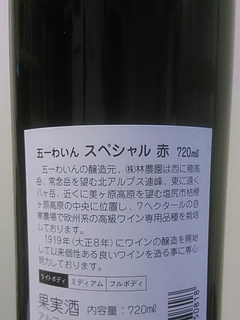 五一わいん スペシャル 赤 720㎖
五一わいんの醸造元、㈱林農園は西に穂高
岳、常念岳を望む北アルプス連峰、東に遠く
八ヶ岳、近くに美ヶ原高原を望む塩尻市桔梗
ヶ原高原の中央に位置し、7ヘクタールの自
家農場で欧州系の高級ワイン専用品種を栽培
しております。
1919年（大正8年）にワインの醸造を開始
して以来個性ある良いワインを造る事に専心
努力しております。
ライトボディ ミディアム フルボディ
果実酒 内容量：720㎖